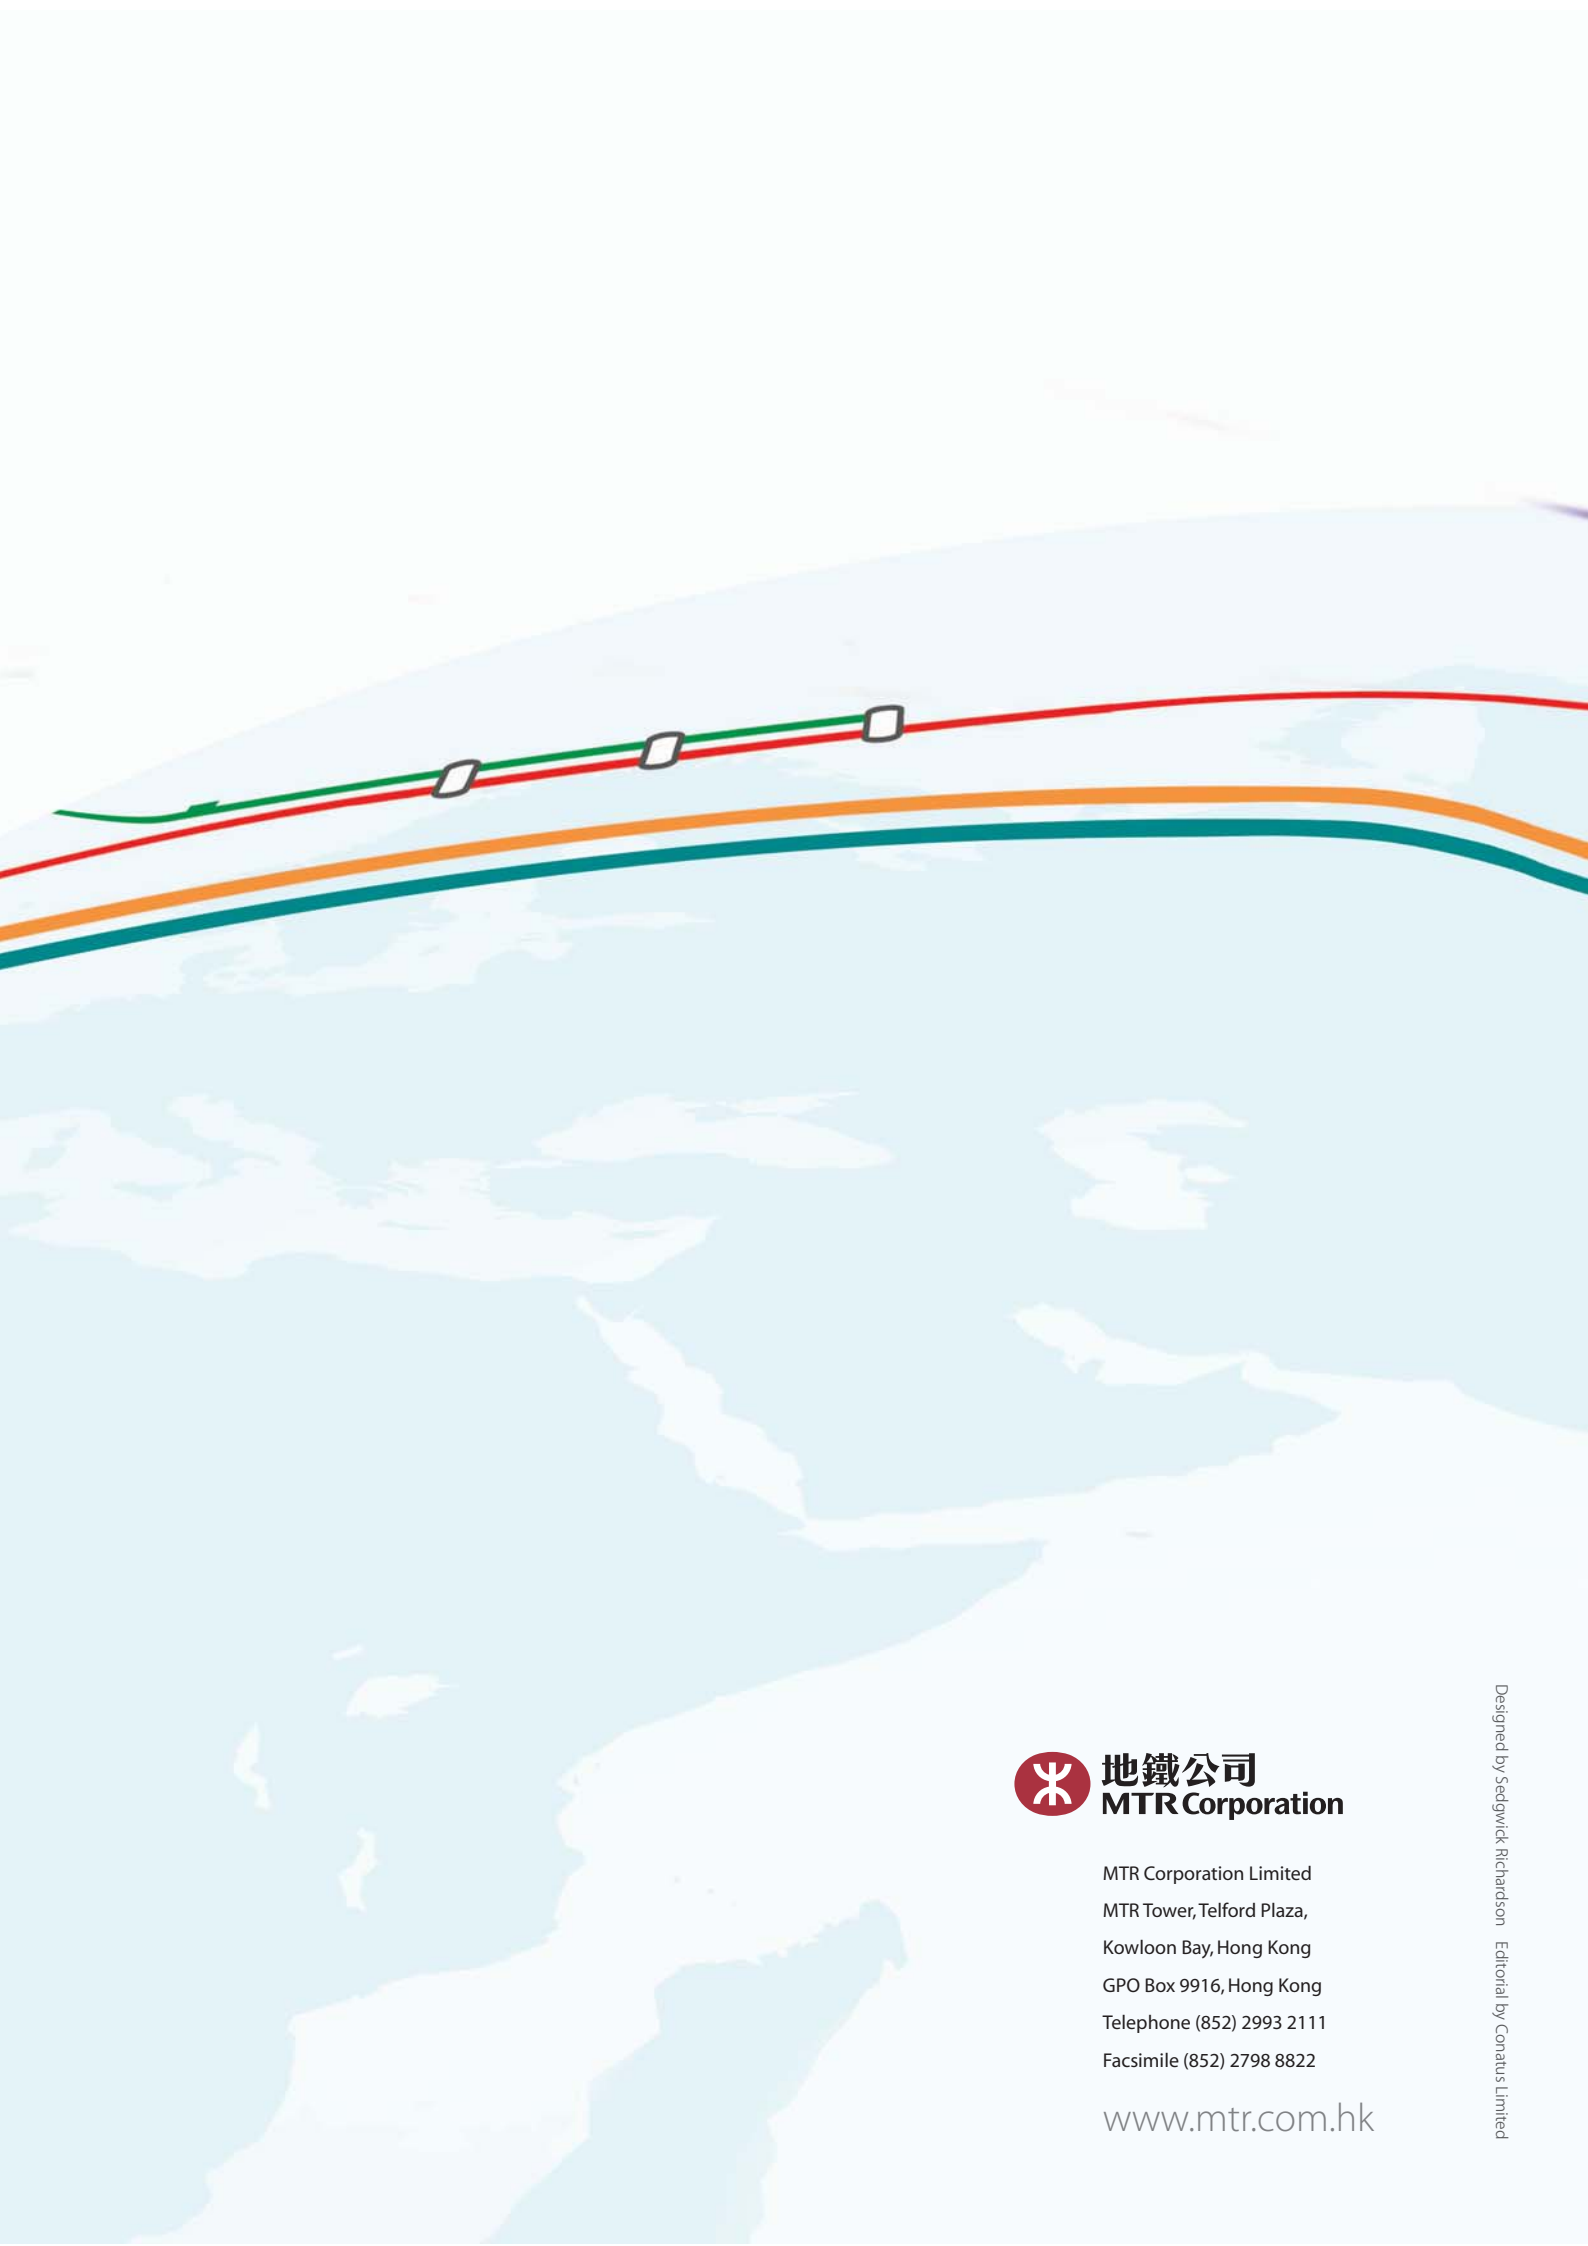 地鐵公司
MTR Corporation
MTR Corporation Limited
MTR Tower, Telford Plaza,
Kowloon Bay, Hong Kong
GPO Box 9916, Hong Kong
Telephone (852) 2993 2111
Facsimile (852) 2798 8822
www.mtr.com.hk
Designed by Sedgwick Richardson Editorial by Conatus Limited